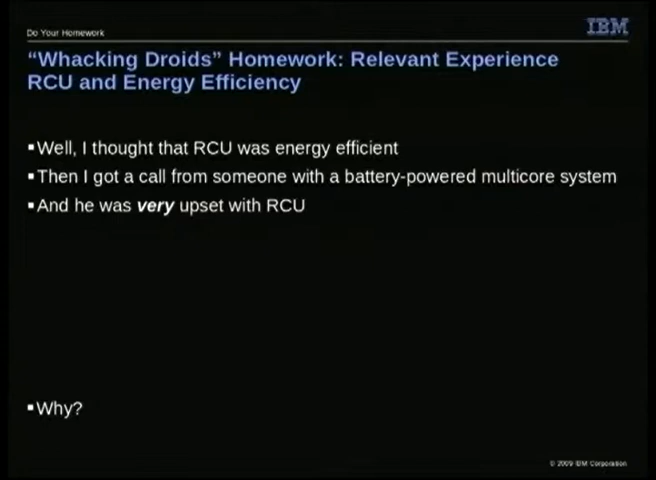 Do Your Homework
IBM
“Whacking Droids” Homework: Relevant Experience
RCU and Energy Efficiency
▪Well, I thought that RCU was energy efficient
▪Then I got a call from someone with a battery-powered multicore system
▪And he was very upset with RCU
▪Why?
© 2009 IBM Corporation